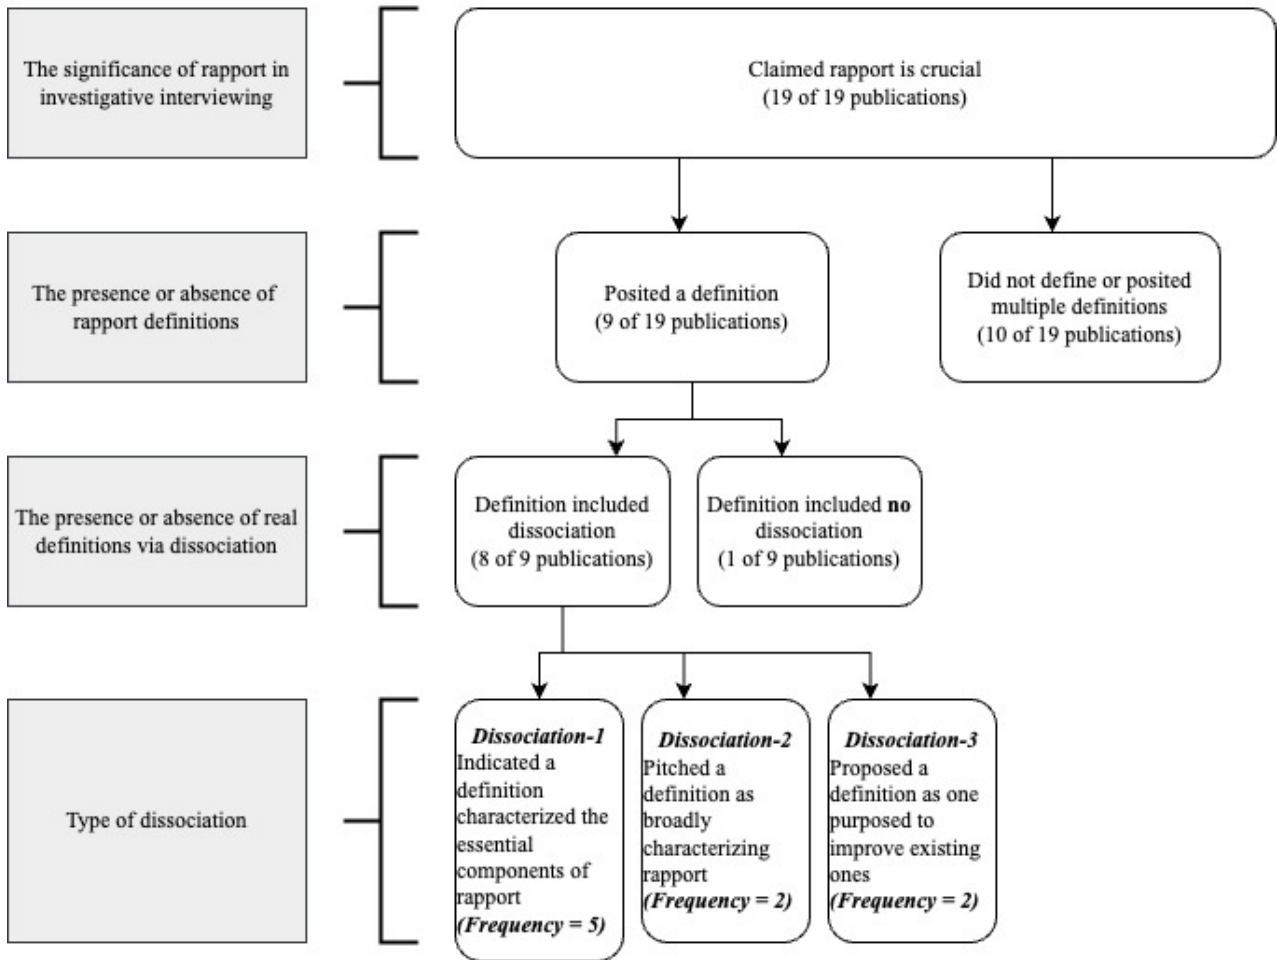 The significance of rapport in
investigative interviewing
Claimed rapport is crucial
(19 of 19 publications)
The presence or absence of
rapport definitions
Posited a definition
(9 of 19 publications)
Did not define or posited
multiple definitions
(10 of 19 publications)
The presence or absence of real
definitions via dissociation
Definition included
dissociation
(8 of 9 publications)
Definition included no
dissociation
(1 of 9 publications)
Type of dissociation
Dissociation-1
Indicated a
definition
characterized the
essential
components of
rapport
(Frequency = 5)
Dissociation-2
Pitched a
definition as
broadly
characterizing
rapport
(Frequency = 2)
Dissociation-3
Proposed a
definition as one
purposed to
improve existing
ones
(Frequency = 2)